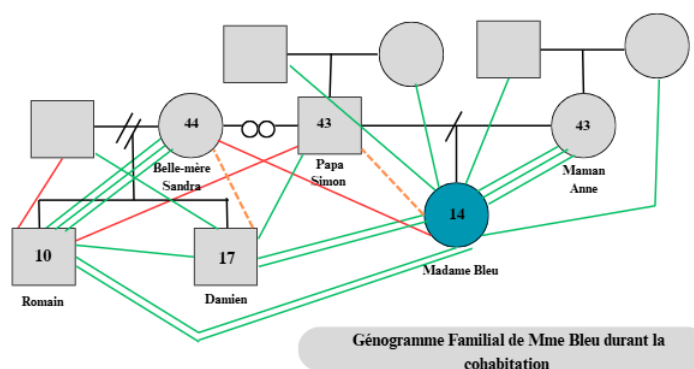 44
43
43
Belle-mère
Sandra
Papa
Simon
Maman
Anne
14
10
17
Madame Bleu
Romain
Damien
Génogramme Familial de Mme Bleu durant la
cohabitation